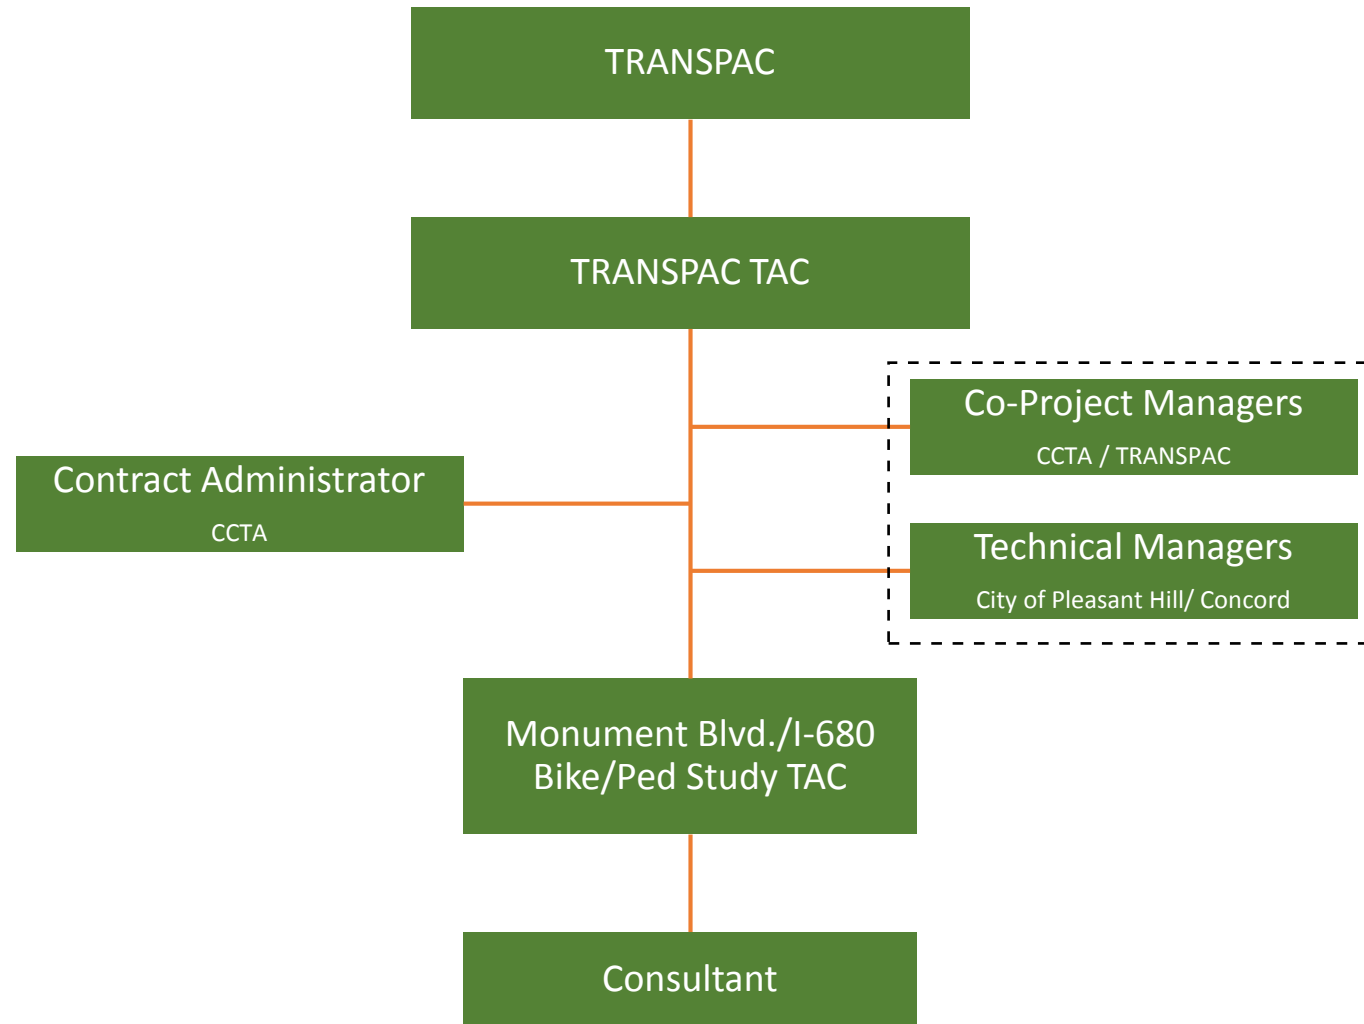 TRANSPAC
TRANSPAC TAC
Co-Project Managers
CCTA / TRANSPAC
Contract Administrator
CCTA
Technical Managers
City of Pleasant Hill/ Concord
Monument Blvd./I-680
Bike/Ped Study TAC
Consultant